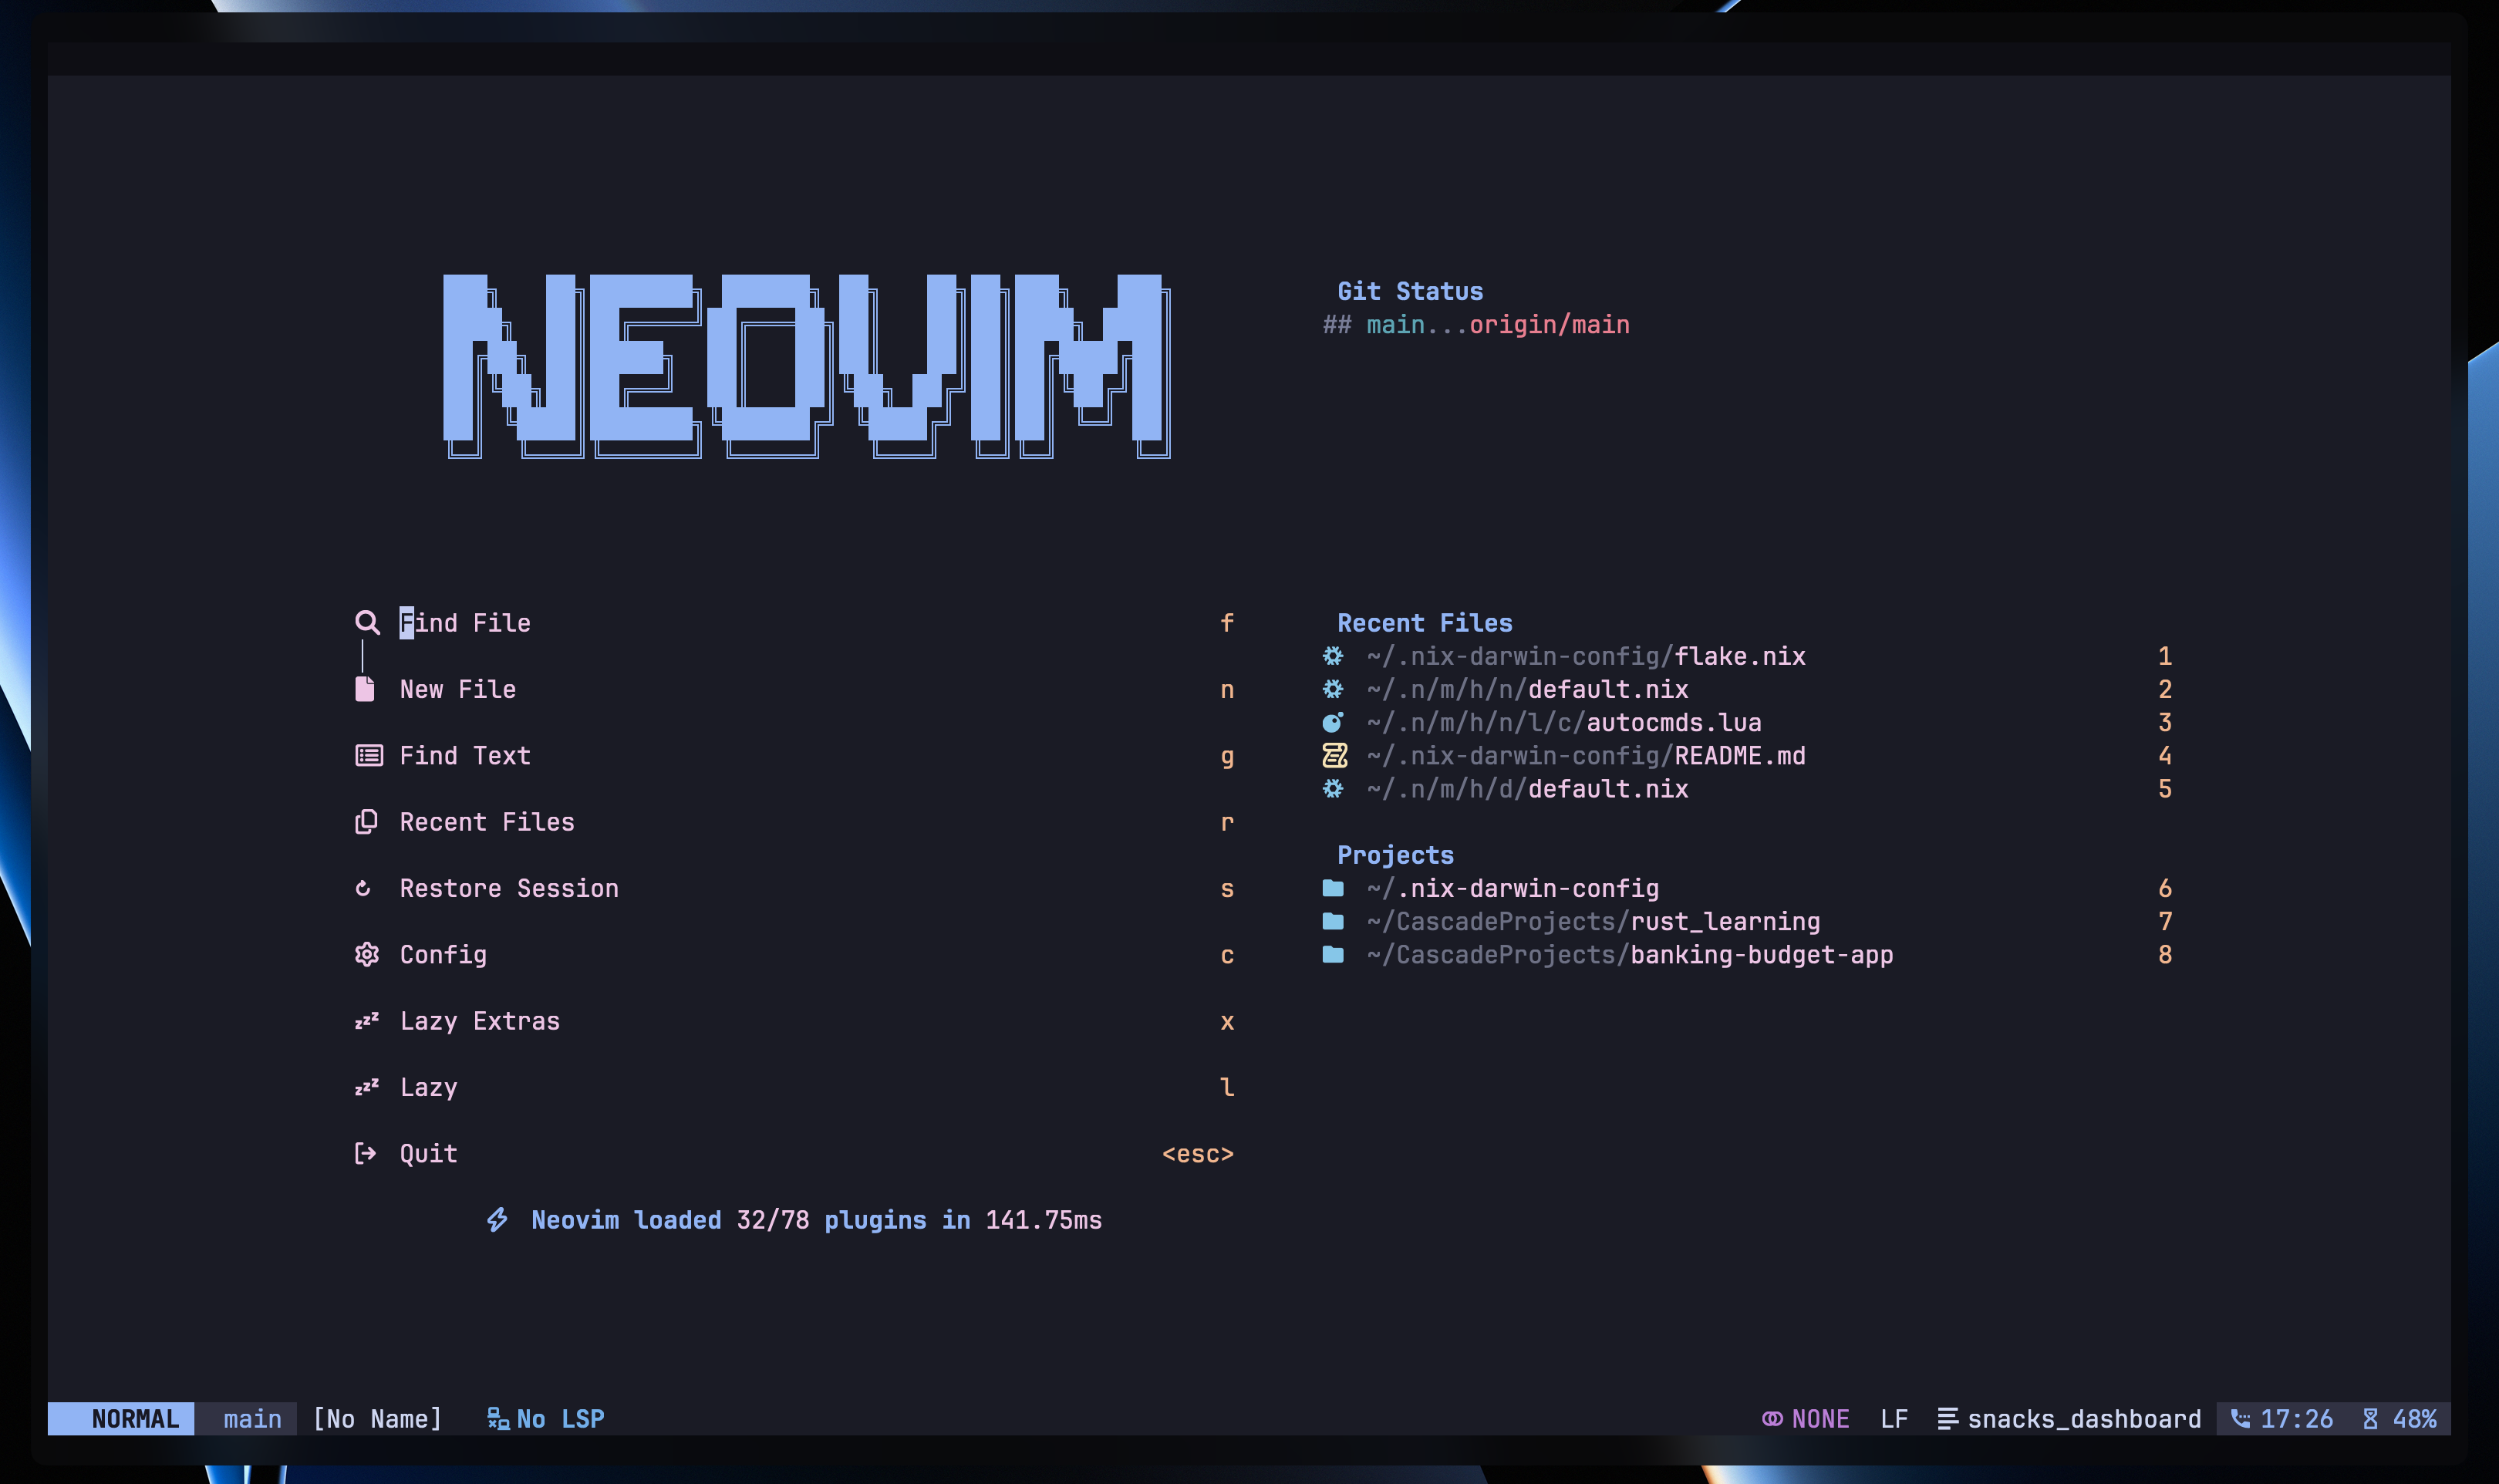 NEOVIM
Git Status
## main...origin/main
Find File f
New File n
Find Text g
Recent Files r
Restore Session s
Config c
Lazy Extras x
Lazy l
Quit <esc>
Neovim loaded 32/78 plugins in 141.75ms
Recent Files
~/.nix-darwin-config/flake.nix 1
~/.n/m/h/n/default.nix 2
~/.n/m/h/n/l/c/autocmds.lua 3
~/.nix-darwin-config/README.md 4
~/.n/m/h/d/default.nix 5
Projects
~/.nix-darwin-config 6
~/CascadeProjects/rust_learning 7
~/CascadeProjects/banking-budget-app 8
NORMAL main [No Name] No LSP NONE LF snacks_dashboard 17:26 48%